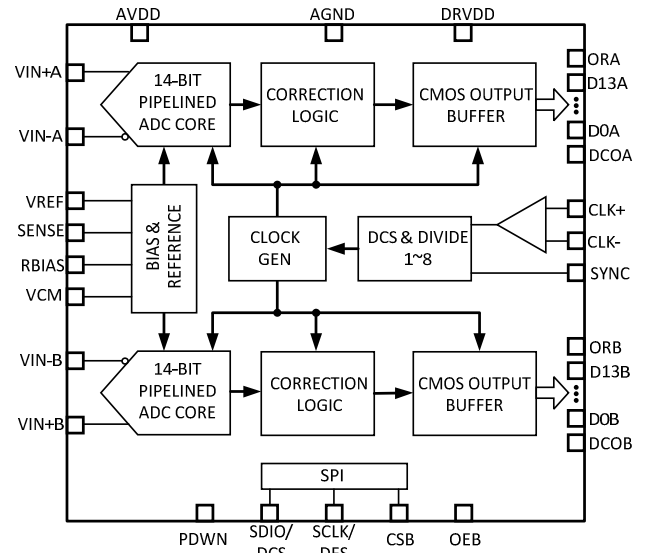 AVDD AGND DRVDD
VIN+A
VIN-A
14-BIT
PIPELINED
ADC CORE
CORRECTION
LOGIC
CMOS OUTPUT
BUFFER
ORA
D13A
D0A
DCOA
VREF
SENSE
RBIAS
VCM
BIAS &
REFERENCE
CLOCK
GEN
DCS & DIVIDE
1~8
CLK+
CLK-
SYNC
VIN-B
VIN+B
14-BIT
PIPELINED
ADC CORE
CORRECTION
LOGIC
CMOS OUTPUT
BUFFER
ORB
D13B
D0B
DCOB
SPI
PDWN
SDIO/
DCS
SCLK/
DFS
CSB
OEB